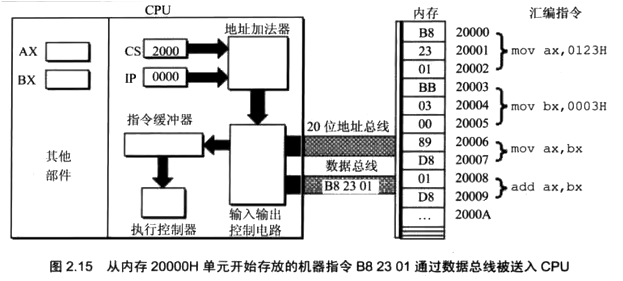 CPU
内存
汇编指令
AX
BX
其他
部件
CS
2000
IP
0000
地址加法器
指令缓冲器
执行控制器
输入输出
控制电路
20 位地址总线
数据总线
B8 23 01
B8 20000
23 20001
01 20002
BB 20003
03 20004
00 20005
89 20006
D8 20007
01 20008
D8 20009
… 2000A
mov ax,0123H
mov bx,0003H
mov ax,bx
add ax,bx
图 2.15 从内存 20000H 单元开始存放的机器指令 B8 23 01 通过数据总线被送入 CPU